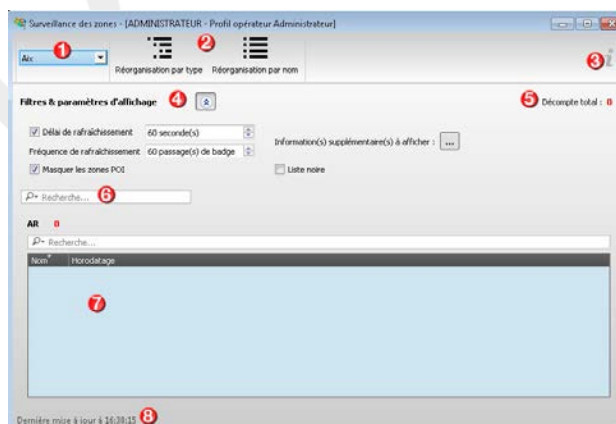 Surveillance des zones - [ADMINISTRATEUR - Profil opérateur Administrateur]
Aix 1 2 3
Réorganisation par type Réorganisation par nom
Filtres & paramètres d'affichage 4 5 Décompte total : 0
Délai de rafraîchissement 60 seconde(s)
Information(s) supplémentaire(s) à afficher : ...
Fréquence de rafraîchissement 60 passage(s) de badge
Masquer les zones POI Liste noire
Recherche... 6
AR 0
Recherche...
Nom Horodatage
7
Dernière mise à jour à 16:38:15 8